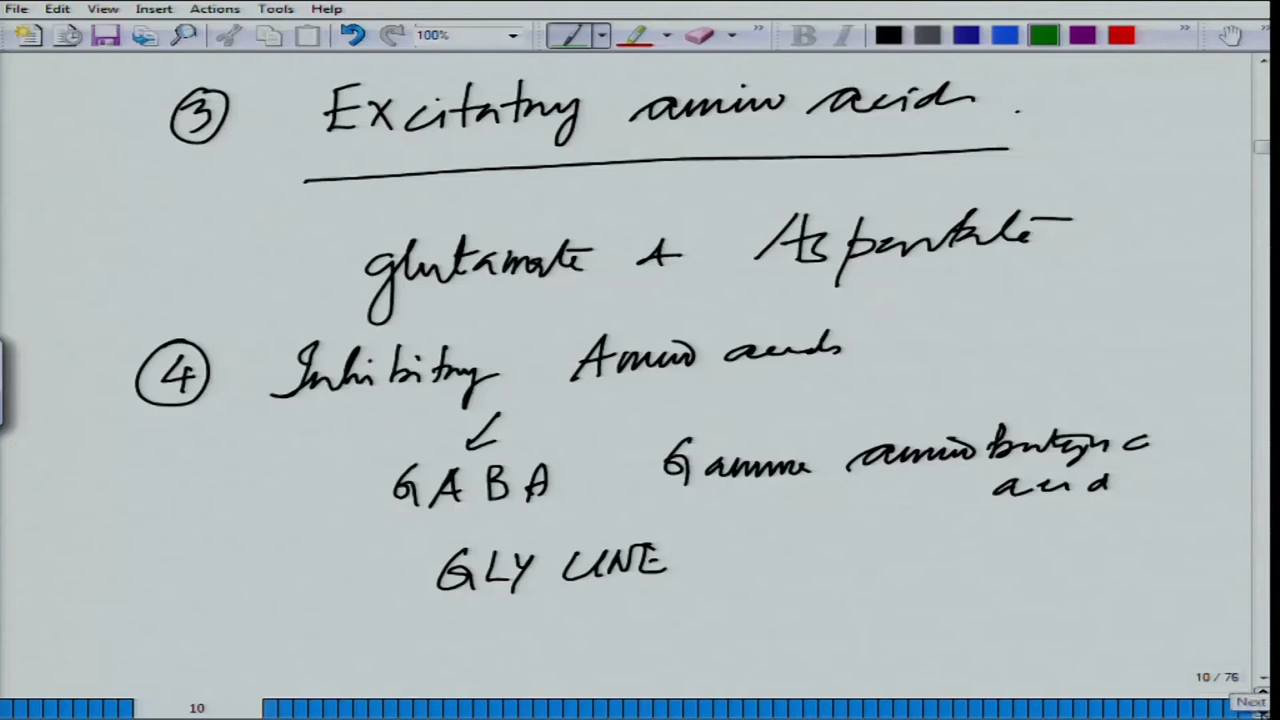 File Edit View Insert Actions Tools Help
100%
3 Excitatory amino acids.
glutamate + Aspartate
4 Inhibitory Amino acids
GABA Gamma aminobutyric
acid
GLYCINE
10 / 76
10
Next